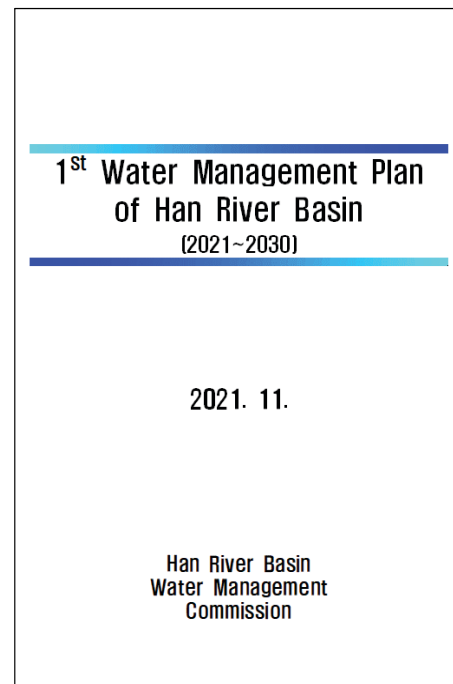 1st Water Management Plan
of Han River Basin
(2021~2030)
2021. 11.
Han River Basin
Water Management
Commission